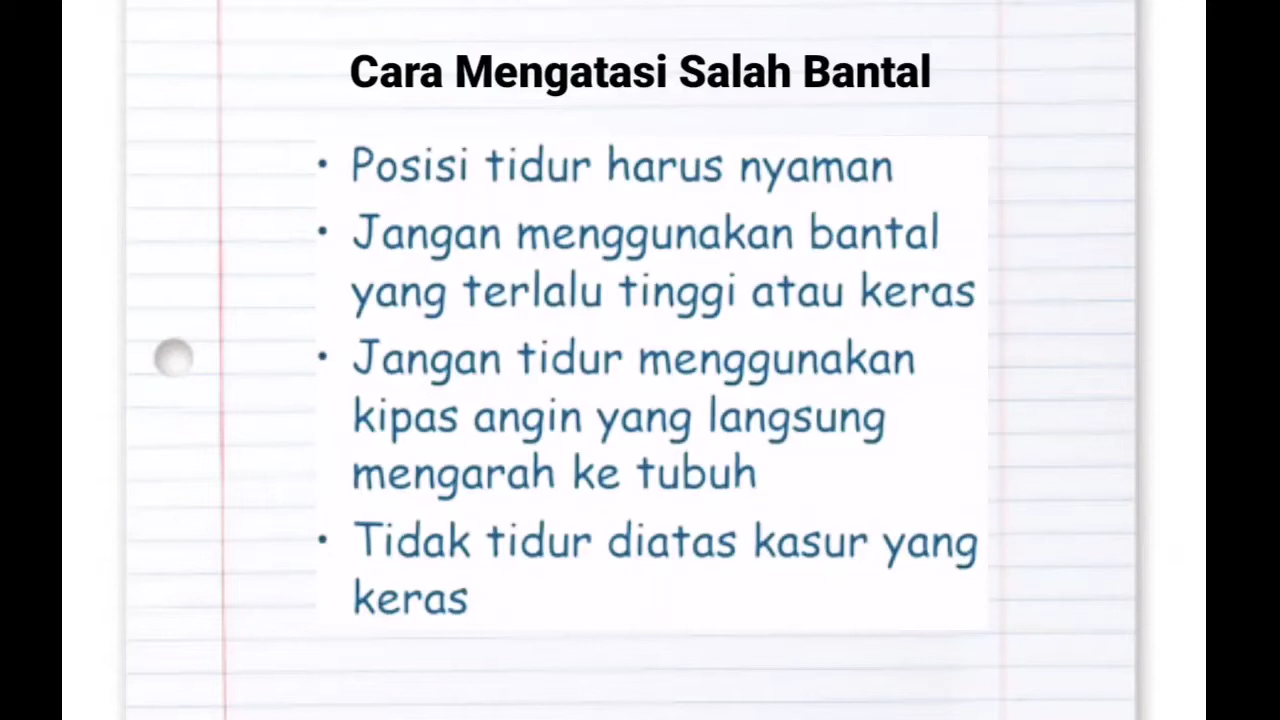 Cara Mengatasi Salah Bantal
• Posisi tidur harus nyaman
• Jangan menggunakan bantal
yang terlalu tinggi atau keras
• Jangan tidur menggunakan
kipas angin yang langsung
mengarah ke tubuh
• Tidak tidur diatas kasur yang
keras